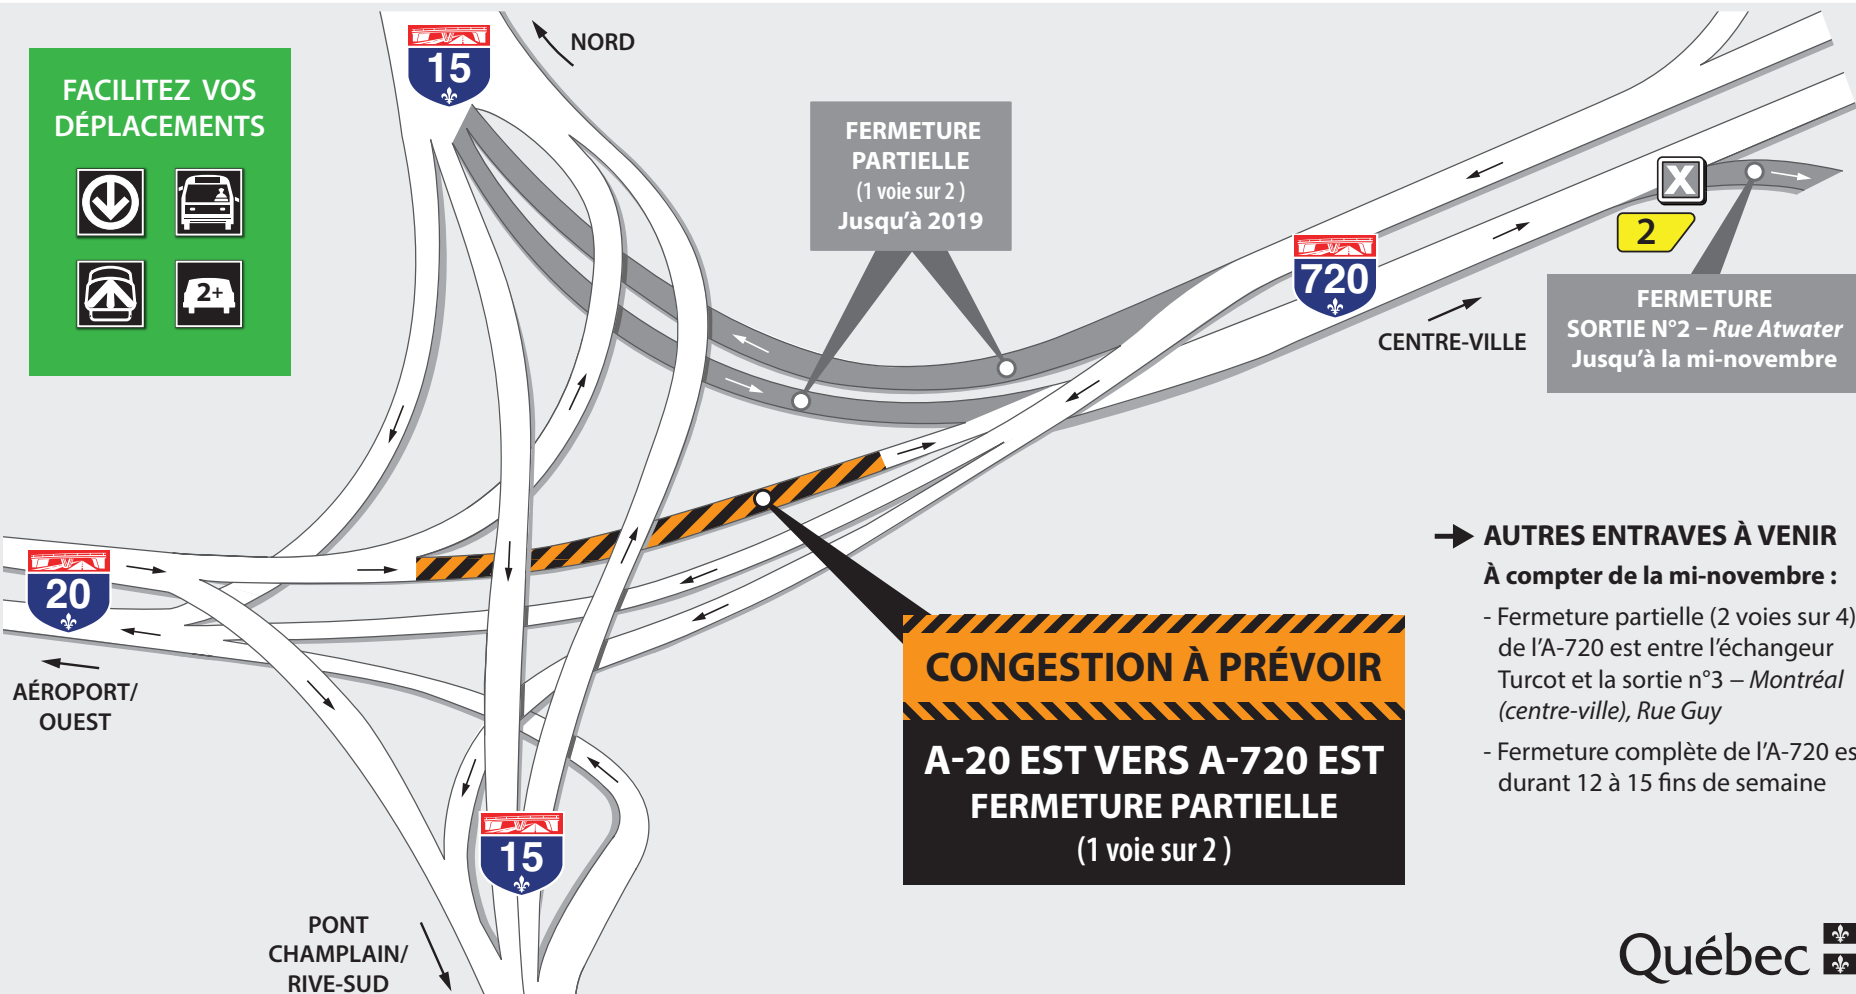 FACILITEZ VOS
DÉPLACEMENTS
2+
15
NORD
FERMETURE
PARTIELLE
(1 voie sur 2 )
Jusqu'à 2019
X
2
720
CENTRE-VILLE
FERMETURE
SORTIE N°2 – Rue Atwater
Jusqu'à la mi-novembre
20
AÉROPORT/
OUEST
CONGESTION À PRÉVOIR
A-20 EST VERS A-720 EST
FERMETURE PARTIELLE
(1 voie sur 2 )
AUTRES ENTRAVES À VENIR
À compter de la mi-novembre :
- Fermeture partielle (2 voies sur 4)
de l'A-720 est entre l'échangeur
Turcot et la sortie n°3 – Montréal
(centre-ville), Rue Guy
- Fermeture complète de l'A-720 es
durant 12 à 15 fins de semaine
15
PONT
CHAMPLAIN/
RIVE-SUD
Québec